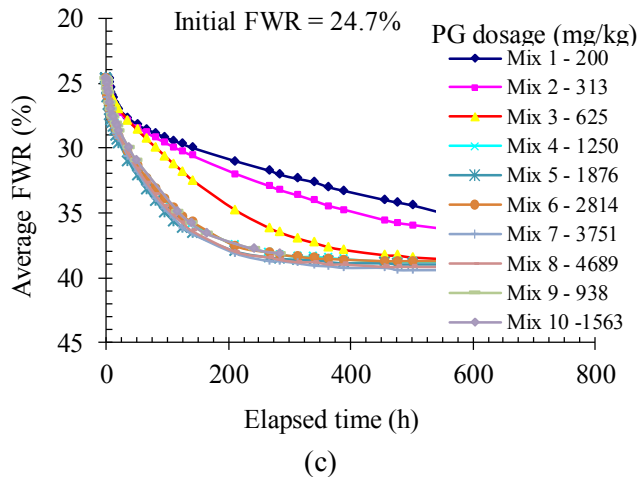 Initial FWR = 24.7%
PG dosage (mg/kg)
Mix 1 - 200
Mix 2 - 313
Mix 3 - 625
Mix 4 - 1250
Mix 5 - 1876
Mix 6 - 2814
Mix 7 - 3751
Mix 8 - 4689
Mix 9 - 938
Mix 10 -1563
Average FWR (%)
20
25
30
35
40
45
0
200
400
600
800
Elapsed time (h)
(c)